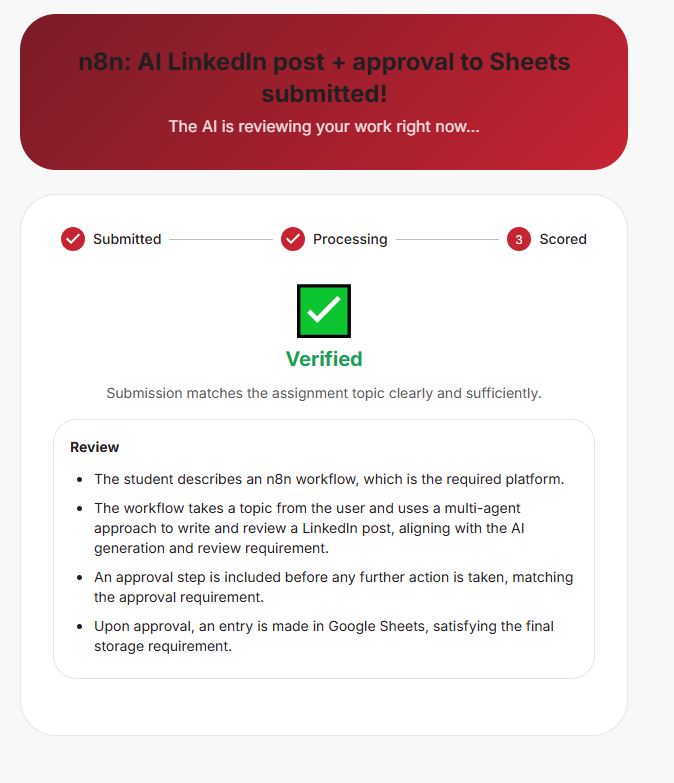 n8n: AI LinkedIn post + approval to Sheets
submitted!
The AI is reviewing your work right now...
Submitted
Processing
3 Scored
Verified
Submission matches the assignment topic clearly and sufficiently.
Review
• The student describes an n8n workflow, which is the required platform.
• The workflow takes a topic from the user and uses a multi-agent
approach to write and review a LinkedIn post, aligning with the AI
generation and review requirement.
• An approval step is included before any further action is taken, matching
the approval requirement.
• Upon approval, an entry is made in Google Sheets, satisfying the final
storage requirement.